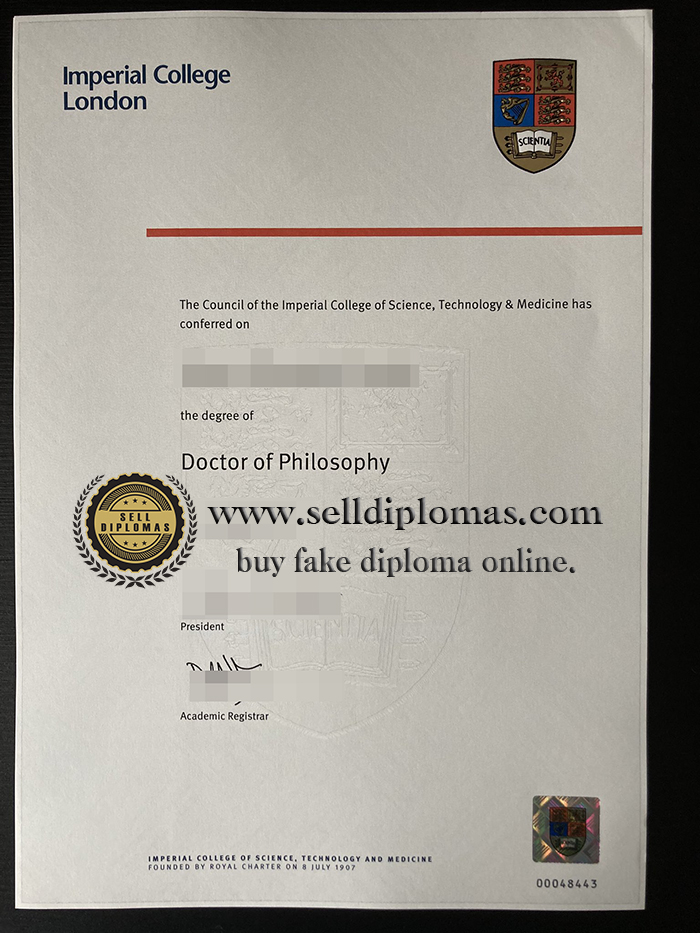 Imperial College
London
SCIENTIA
The Council of the Imperial College of Science, Technology & Medicine has
conferred on
the degree of
Doctor of Philosophy
SELL
DIPLOMAS
www.selldiplomas.com
buy fake diploma online.
SCIENTIA
President
Academic Registrar
IMPERIAL COLLEGE OF SCIENCE, TECHNOLOGY AND MEDICINE
FOUNDED BY ROYAL CHARTER ON 8 JULY 1907
00048443